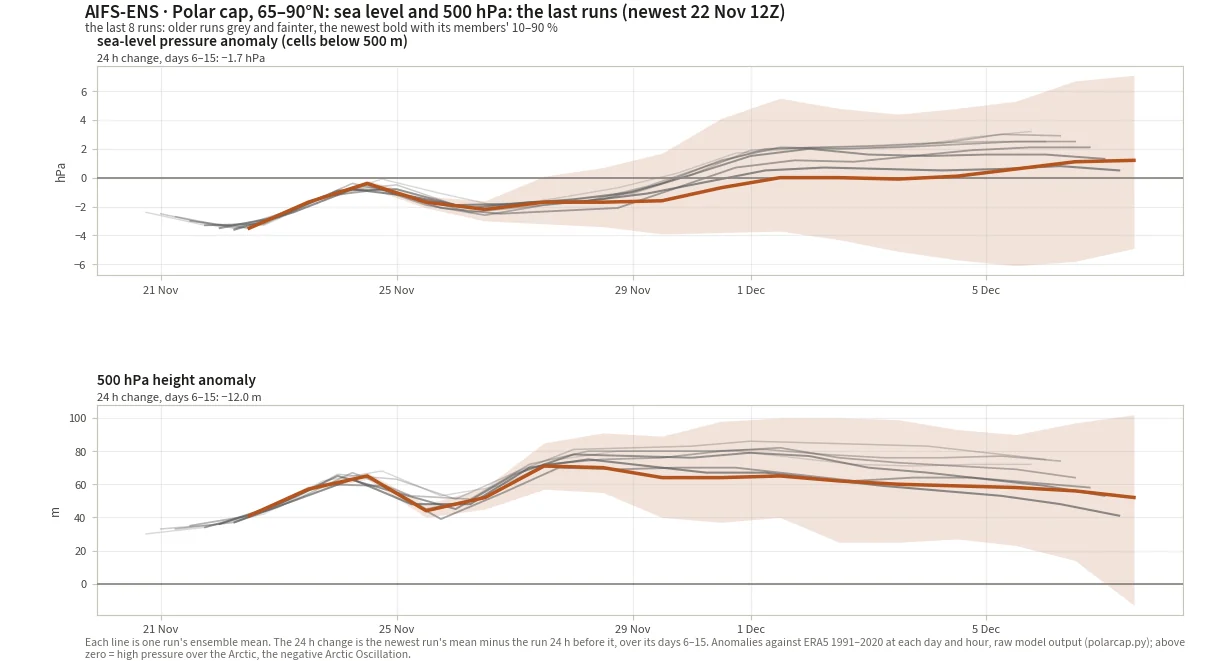 AIFS-ENS · Polar cap, 65–90°N: sea level and 500 hPa: the last runs (newest 22 Nov 12Z)
the last 8 runs: older runs grey and fainter, the newest bold with its members' 10–90 %
sea-level pressure anomaly (cells below 500 m)
24 h change, days 6–15: −1.7 hPa
6
4
2
0
−2
−4
−6
hPa
21 Nov
25 Nov
29 Nov
1 Dec
5 Dec
500 hPa height anomaly
24 h change, days 6–15: −12.0 m
100
80
60
40
20
0
m
21 Nov
25 Nov
29 Nov
1 Dec
5 Dec
Each line is one run's ensemble mean. The 24 h change is the newest run's mean minus the run 24 h before it, over its days 6–15. Anomalies against ERA5 1991–2020 at each day and hour, raw model output (polarcap.py); above
zero = high pressure over the Arctic, the negative Arctic Oscillation.